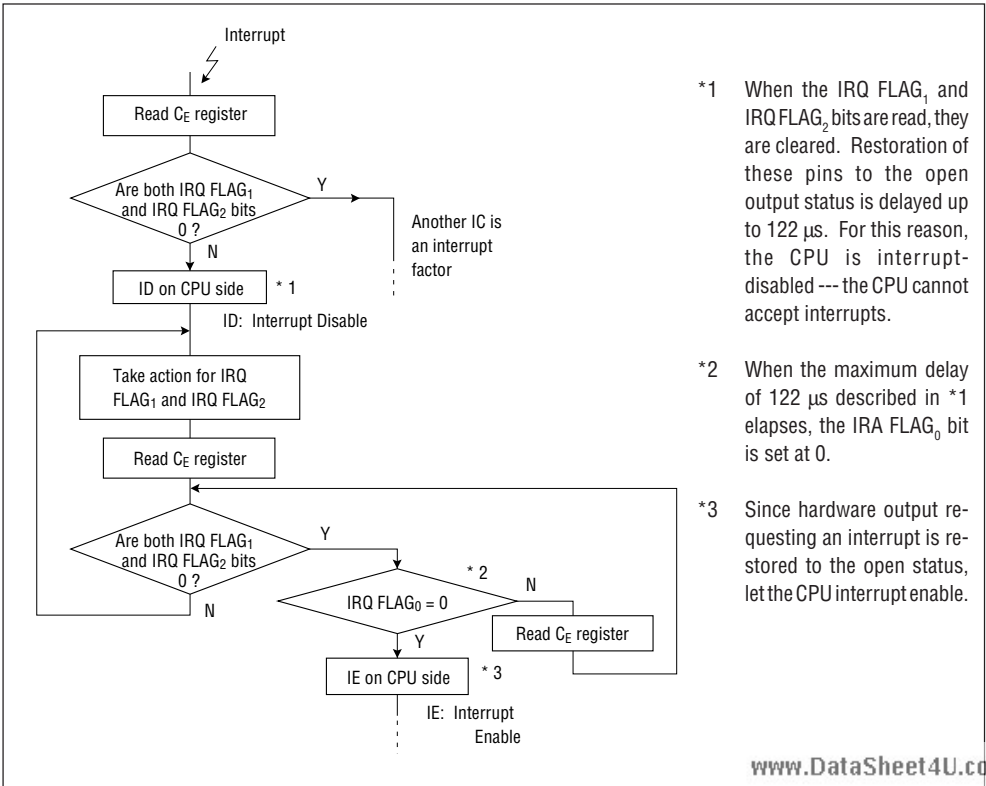 Interrupt
Read CE register
Are both IRQ FLAG1
and IRQ FLAG2 bits
0 ?
Y
N
Another IC is
an interrupt
factor
ID on CPU side
* 1
ID: Interrupt Disable
Take action for IRQ
FLAG1 and IRQ FLAG2
Read CE register
Are both IRQ FLAG1
and IRQ FLAG2 bits
0 ?
Y
N
* 2
IRQ FLAG0 = 0
N
Y
Read CE register
IE on CPU side
* 3
IE: Interrupt
Enable
*1 When the IRQ FLAG1 and
IRQ FLAG2 bits are read, they
are cleared. Restoration of
these pins to the open
output status is delayed up
to 122 µs. For this reason,
the CPU is interrupt-
disabled --- the CPU cannot
accept interrupts.
*2 When the maximum delay
of 122 µs described in *1
elapses, the IRA FLAG0 bit
is set at 0.
*3 Since hardware output re-
questing an interrupt is re-
stored to the open status,
let the CPU interrupt enable.
www.DataSheet4U.co